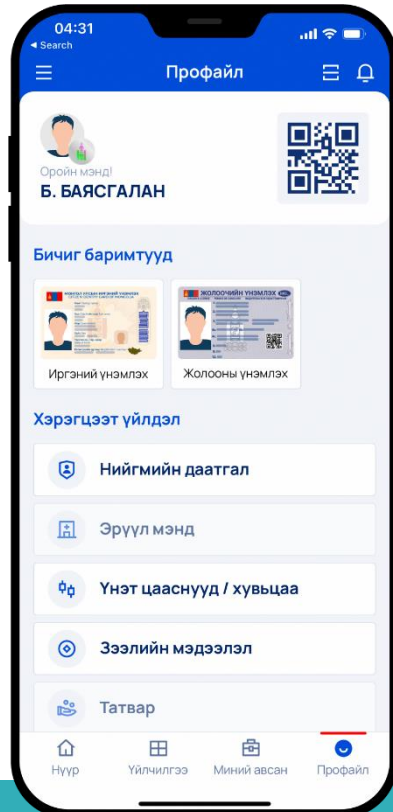 04:31
◄ Search
Профайл
Оройн мэнд!
Б. БАЯСГАЛАН
Бичиг баримтууд
ЖОЛООЧИЙН ҮНЭМЛЭХ
Иргэний үнэмлэх
Жолооны үнэмлэх
Хэрэгцээт үйлдэл
Нийгмийн даатгал
Эрүүл мэнд
Үнэт цааснууд / хувьцаа
Зээлийн мэдээлэл
Татвар
Нүүр
Үйлчилгээ
Миний авсан
Профайл